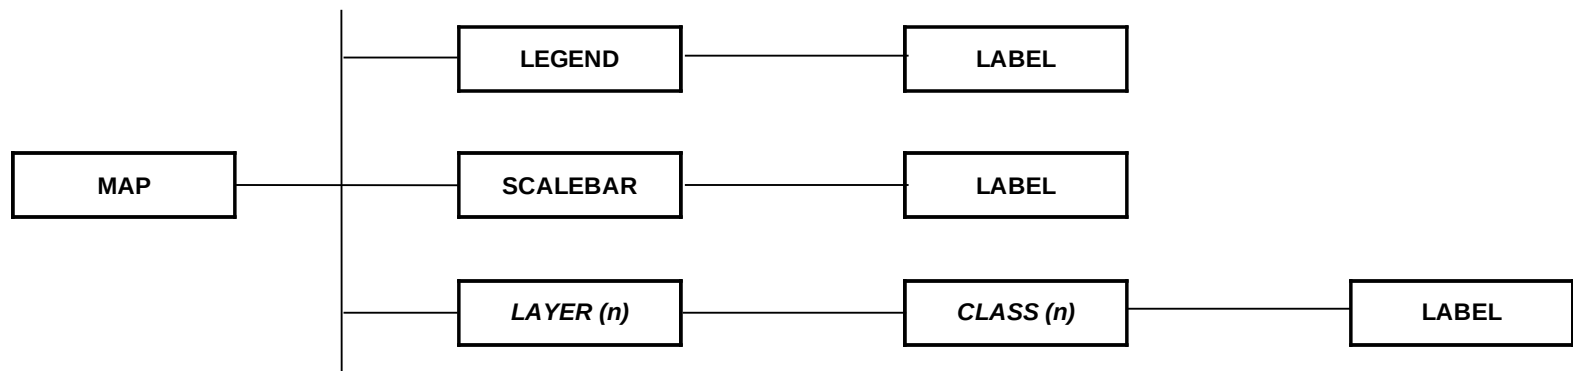 LEGEND
LABEL
MAP
SCALEBAR
LABEL
LAYER (n)
CLASS (n)
LABEL